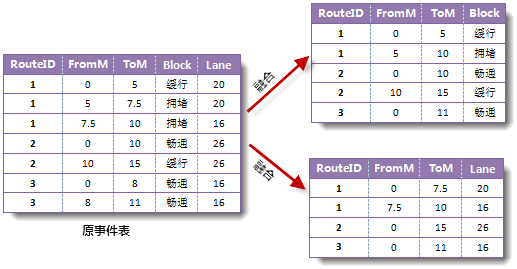 RouteID FromM ToM Block Lane
1 0 5 缓行 20
1 5 7.5 拥堵 20
1 7.5 10 拥堵 16
2 0 10 畅通 26
2 10 15 缓行 26
3 0 8 畅通 16
3 8 11 畅通 16
原事件表
融合
RouteID FromM ToM Block
1 0 5 缓行
1 5 10 拥堵
2 0 10 畅通
2 10 15 缓行
3 0 11 畅通
融合
RouteID FromM ToM Lane
1 0 7.5 20
1 7.5 10 16
2 0 15 26
3 0 11 16